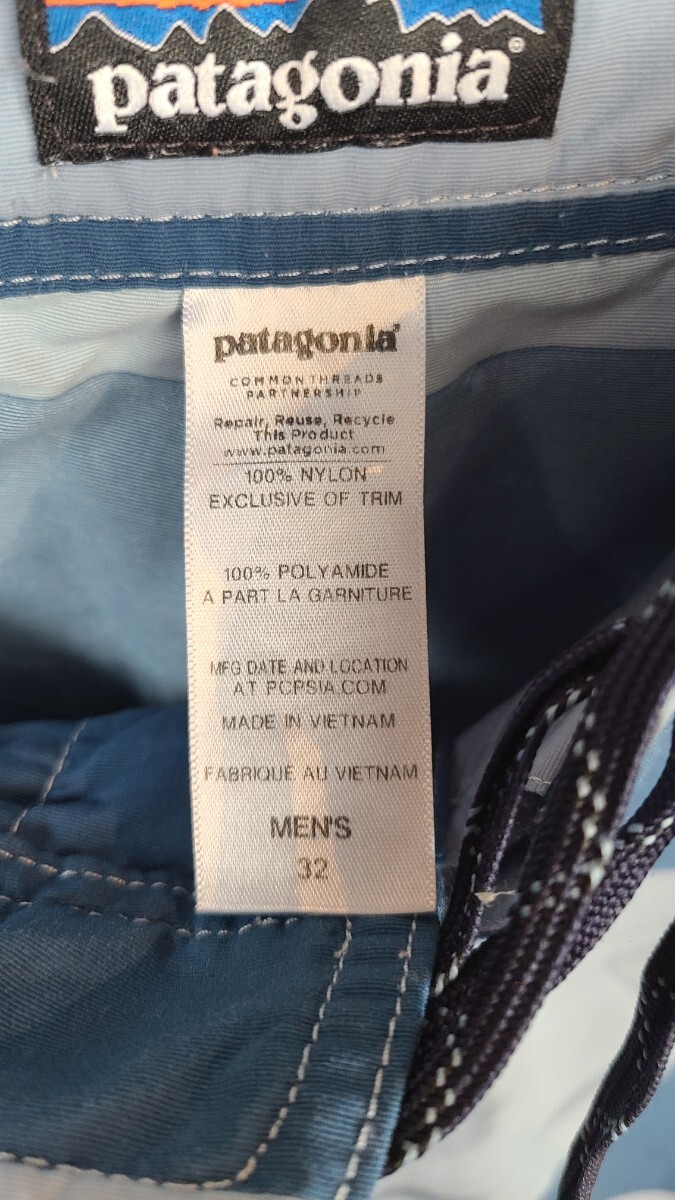 patagonia®
patagonia®
COMMON THREADS
PARTNERSHIP
Repair, Reuse, Recycle
This Product
www.patagonia.com
100% NYLON
EXCLUSIVE OF TRIM
100% POLYAMIDE
A PART LA GARNITURE
MFG DATE AND LOCATION
AT PCPSIA.COM
MADE IN VIETNAM
FABRIQUE AU VIETNAM
MEN'S
32